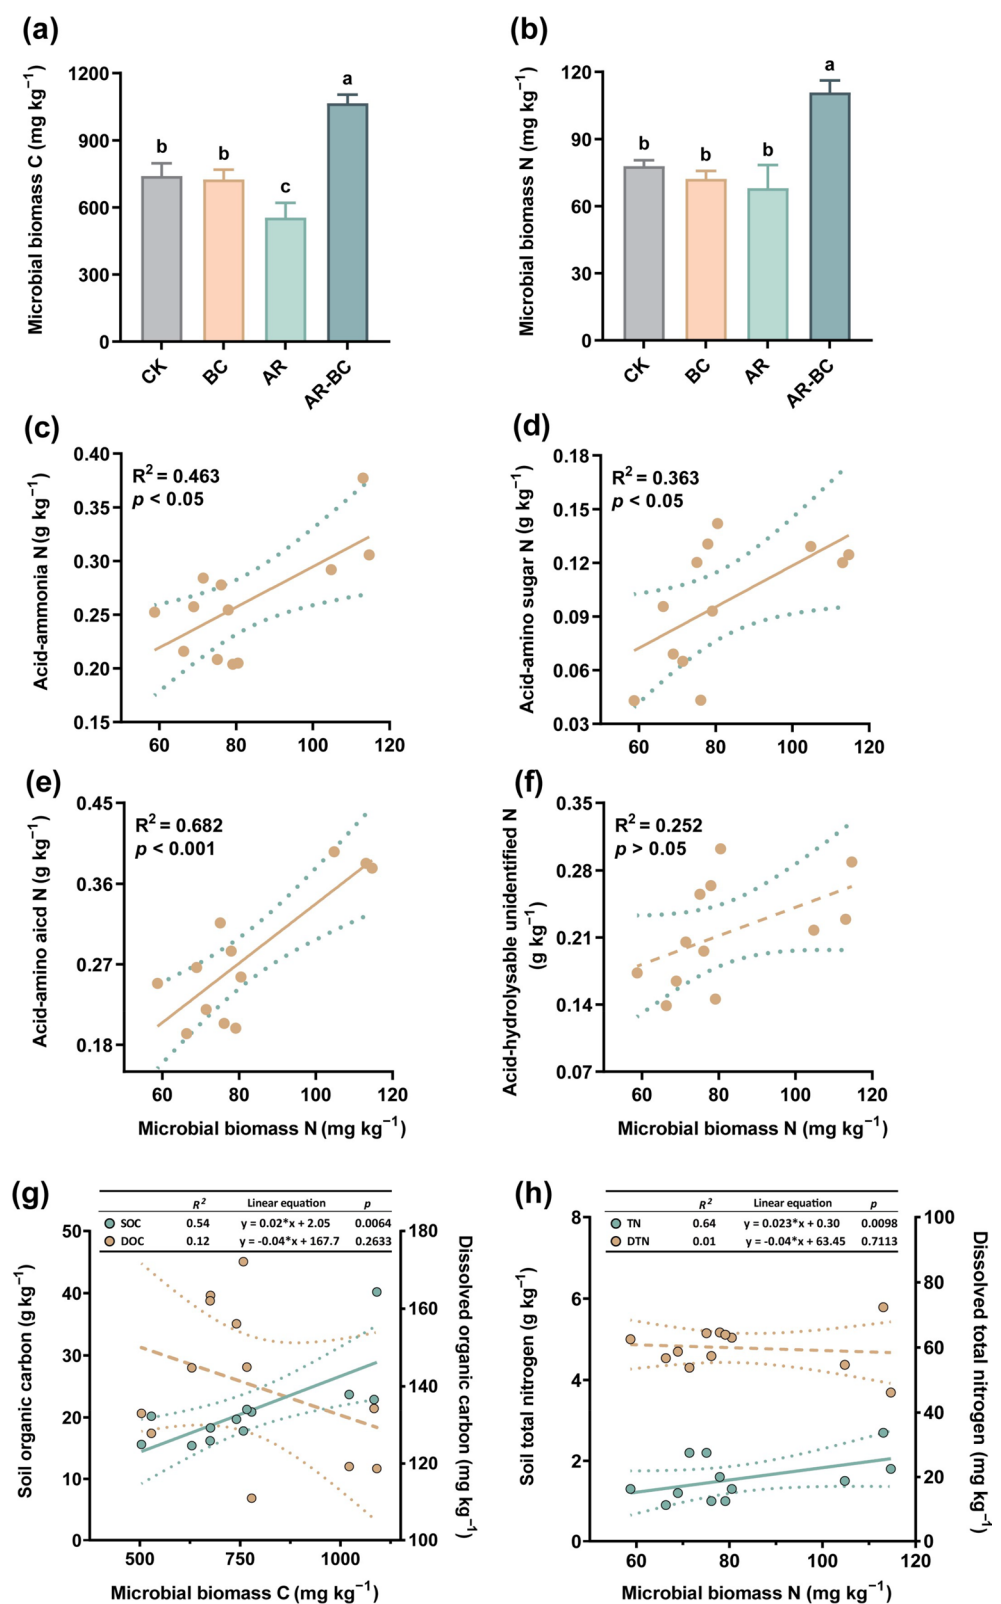 (a)
Microbial biomass C (mg kg⁻¹)
1200
900
600
300
0
b
b
c
a
CK
BC
AR
AR-BC
(b)
Microbial biomass N (mg kg⁻¹)
120
90
60
30
0
b
b
b
a
CK
BC
AR
AR-BC
(c)
Acid-ammonia N(g kg⁻¹)
R² = 0.463
p < 0.05
0.40
0.35
0.30
0.25
0.20
0.15
60
80
100
120
(d)
Acid-amino sugar N (g kg⁻¹)
R² = 0.363
p < 0.05
0.18
0.15
0.12
0.09
0.06
0.03
60
80
100
120
(e)
Acid-amino aicd N (g kg⁻¹)
R² = 0.682
p < 0.001
0.45
0.36
0.27
0.18
60
80
100
120
Microbial biomass N (mg kg⁻¹)
(f)
Acid-hydrolysable unidentified N
(g kg⁻¹)
R² = 0.252
p > 0.05
0.35
0.28
0.21
0.14
0.07
60
80
100
120
Microbial biomass N (mg kg⁻¹)
(g)
R² Linear equation p
SOC 0.54 y = 0.02*x + 2.05 0.0064
DOC 0.12 y = -0.04*x + 167.7 0.2633
Soil organic carbon (g kg⁻¹)
50
40
30
20
10
0
180
160
140
120
100
Dissolved organic carbon (mg kg⁻¹)
500
750
1000
Microbial biomass C (mg kg⁻¹)
(h)
R² Linear equation p
TN 0.64 y = 0.023*x + 0.30 0.0098
DTN 0.01 y = -0.04*x + 63.45 0.7113
Soil total nitrogen (g kg⁻¹)
8
6
4
2
0
100
80
60
40
20
0
Dissolved total nitrogen (mg kg⁻¹)
60
80
100
120
Microbial biomass N (mg kg⁻¹)